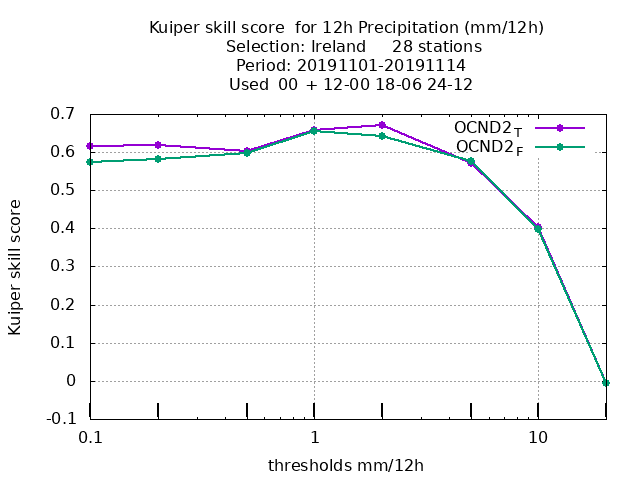 Kuiper skill score  for 12h Precipitation (mm/12h)
Selection: Ireland     28 stations
Period: 20191101-20191114
Used  00 + 12-00 18-06 24-12
OCND2T
OCND2F
Kuiper skill score
0.7
0.6
0.5
0.4
0.3
0.2
0.1
0
-0.1
0.1 1 10
thresholds mm/12h